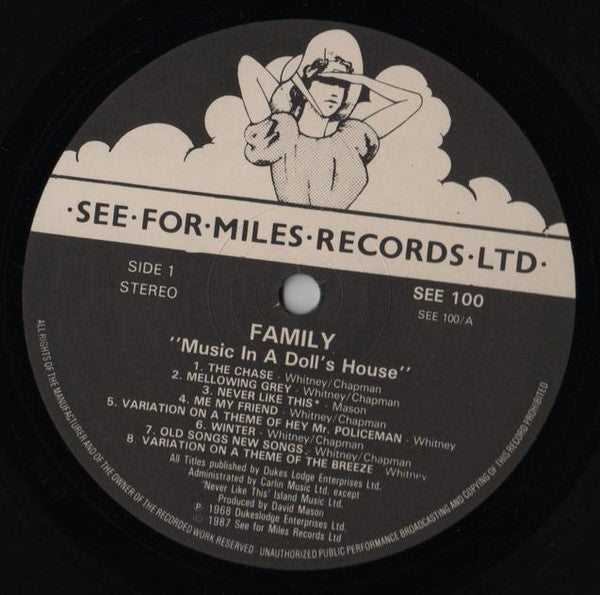 ·SEE·FOR·MILES·RECORDS·LTD·
SIDE 1
STEREO
SEE 100
SEE 100/A
FAMILY
"Music In A Doll's House"
1. THE CHASE - Whitney/Chapman
2. MELLOWING GREY - Whitney/Chapman
3. NEVER LIKE THIS* - Mason
4. ME MY FRIEND - Whitney/Chapman
5. VARIATION ON A THEME OF HEY Mr. POLICEMAN - Whitney
6. WINTER - Whitney/Chapman
7. OLD SONGS NEW SONGS - Whitney/Chapman
8. VARIATION ON A THEME OF THE BREEZE - Whitney
All Titles published by Dukes Lodge Enterprises Ltd.
Administrated by Carlin Music Ltd, except
'Never Like This' Island Music Ltd.
Produced by David Mason
℗ 1968 Dukeslodge Enterprises Ltd.
© 1987 See for Miles Records Ltd
ALL RIGHTS OF THE MANUFACTURER AND OF THE OWNER OF THE RECORDED WORK RESERVED - UNAUTHORIZED PUBLIC PERFORMANCE BROADCASTING AND COPYING OF THIS RECORD PROHIBITED